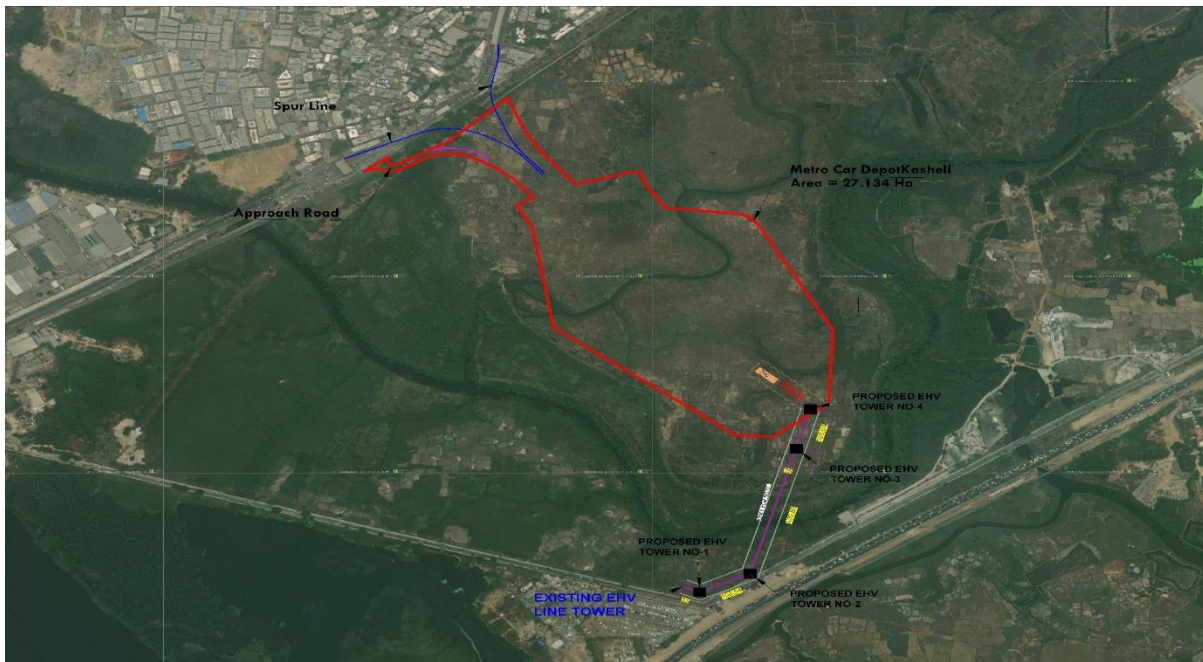 Spur Line
Metro Car DepotKasheli
Area = 27.134 Ha
Approach Road
PROPOSED EHV
TOWER NO-4
PROPOSED EHV
TOWER NO-3
PROPOSED EHV
TOWER NO-1
PROPOSED EHV
TOWER NO-2
EXISTING EHV
LINE TOWER